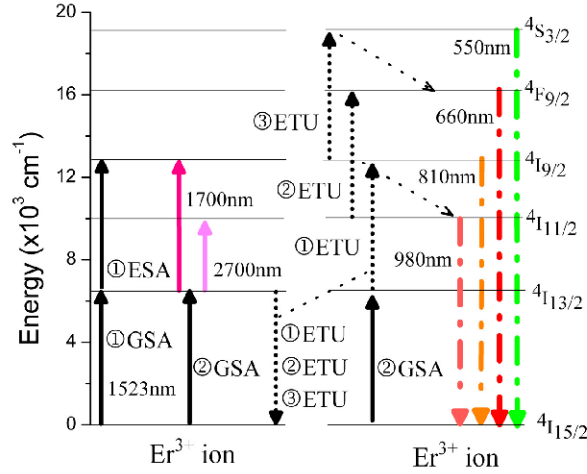 Energy (x10³ cm⁻¹)
20
16
12
8
4
0
⁴S₃/₂
550nm
⁴F₉/₂
660nm
③ETU
⁴I₉/₂
810nm
②ETU
1700nm
⁴I₁₁/₂
①ETU
980nm
①ESA
2700nm
⁴I₁₃/₂
①GSA
②GSA
①ETU
②ETU
③ETU
②GSA
1523nm
⁴I₁₅/₂
Er³⁺ ion
Er³⁺ ion